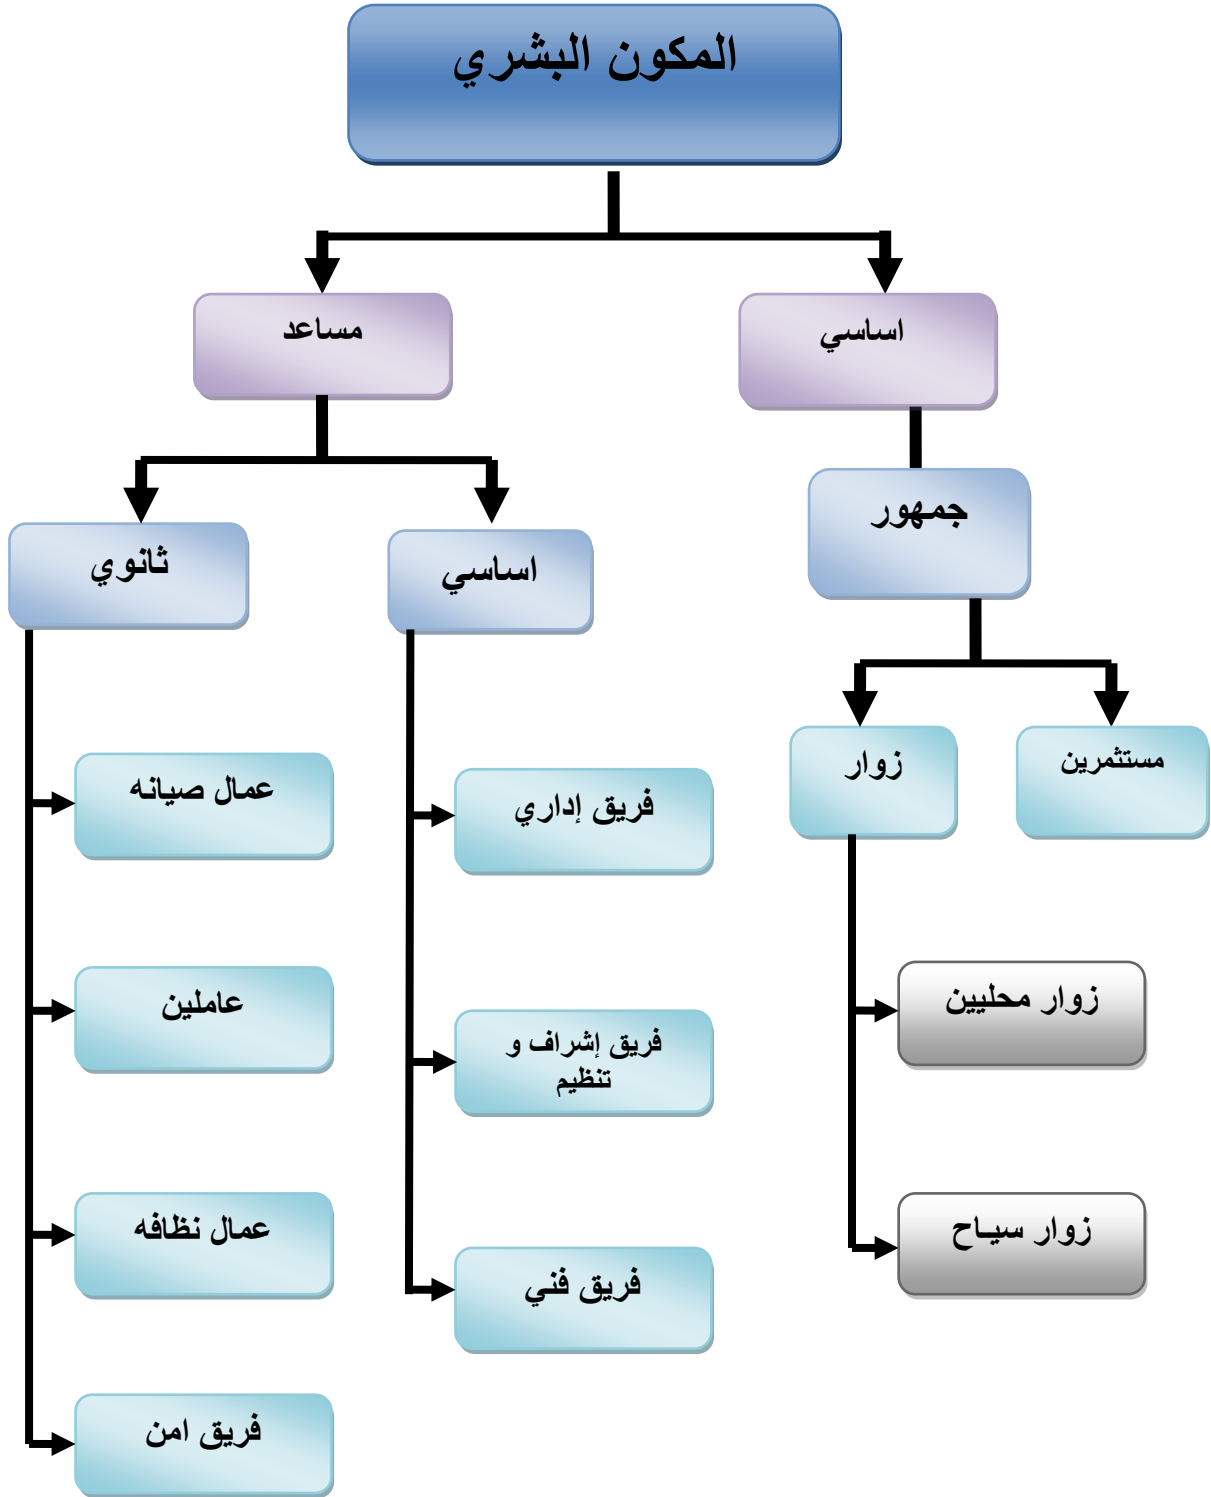 المكون البشري
اساسي
مساعد
جمهور
اساسي
ثانوي
مستثمرين
زوار
زوار محليين
زوار سياح
فريق إداري
فريق إشراف و
تنظيم
فريق فني
عمال صيانه
عاملين
عمال نظافه
فريق امن